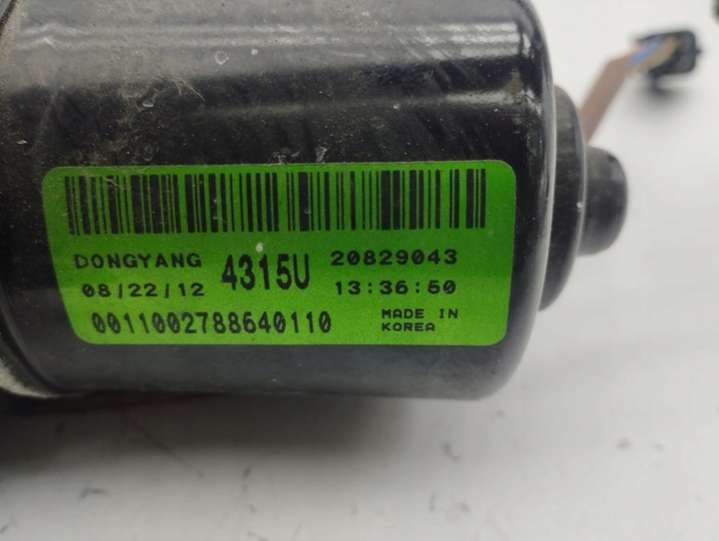 DONGYANG 4315U 20829043
08/22/12 13:36:50
0011002788640110 MADE IN
KOREA